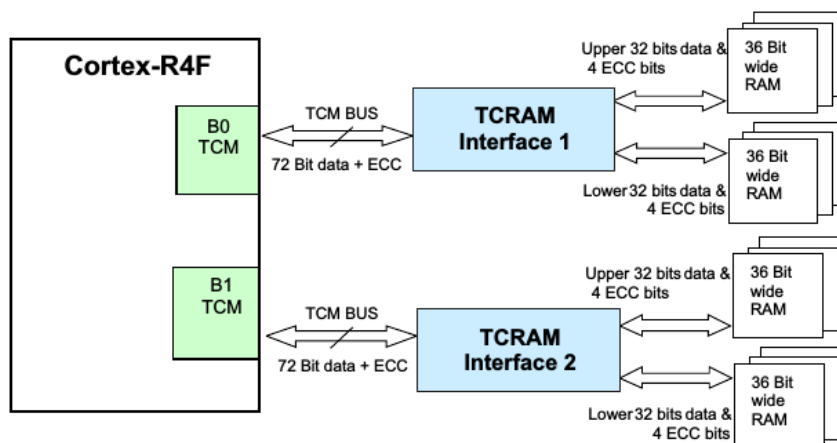 Cortex-R4F
B0
TCM
TCM BUS
72 Bit data + ECC
TCRAM
Interface 1
Upper 32 bits data &
4 ECC bits
36 Bit
wide
RAM
Lower 32 bits data &
4 ECC bits
36 Bit
wide
RAM
B1
TCM
TCM BUS
72 Bit data + ECC
TCRAM
Interface 2
Upper 32 bits data &
4 ECC bits
36 Bit
wide
RAM
Lower 32 bits data &
4 ECC bits
36 Bit
wide
RAM